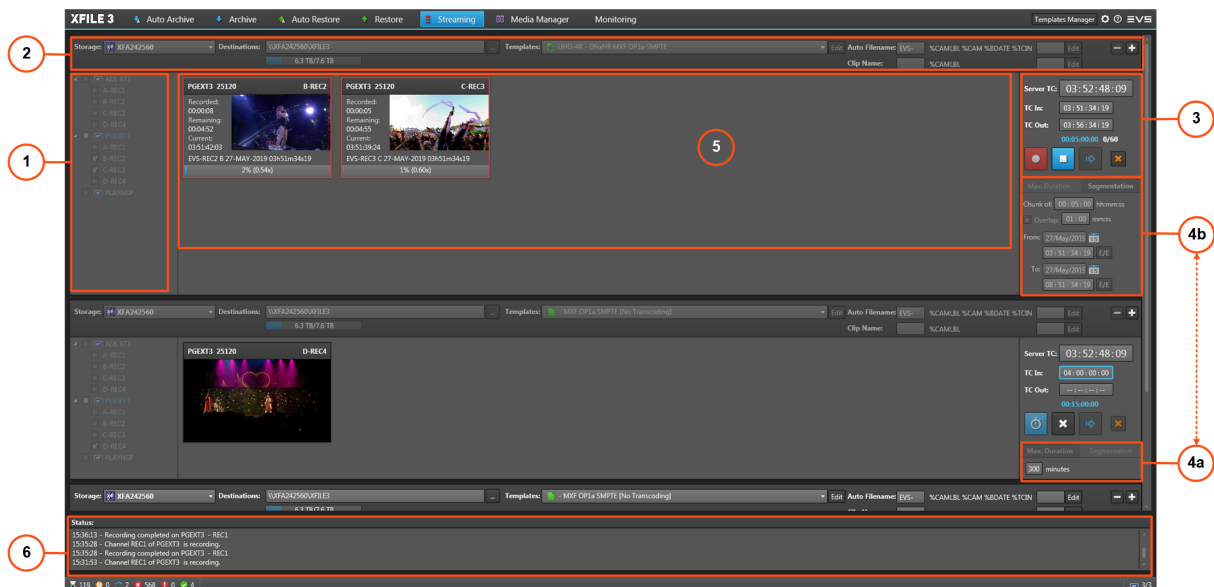 XFILE 3 Auto Archive Archive Auto Restore Restore Streaming Media Manager Monitoring Templates Manager EVS
2
Storage: XFA242560 Destinations: \\XFA242560\XFILE3 ... Templates: UHD-4K - DNxHR MXF OP1a SMPTE Edit Auto Filename: EVS- %CAMLBL %CAM %8DATE %TCIN Edit
6.3 TB/7.6 TB Clip Name: %CAMLBL Edit
1
ADL XT3
A-REC1
B-REC2
C-REC3
D-REC4
PGEXT3
A-REC1
B-REC2
C-REC3
D-REC4
PLAYNSP
PGEXT3 25120 B-REC2
Recorded:
00:00:08
Remaining:
00:04:52
Current:
03:51:42:03
EVS-REC2 B 27-MAY-2019 03h51m34s19
2% (0.54x)
PGEXT3 25120 C-REC3
Recorded:
00:00:05
Remaining:
00:04:55
Current:
03:51:39:24
EVS-REC3 C 27-MAY-2019 03h51m34s19
1% (0.60x)
5
3
Server TC: 03:52:48:09
TC In: 03:51:34:19
TC Out: 03:56:34:19
00:05:00:00 0/60
4b
Max. Duration Segmentation
Chunk of: 00:05:00 hh:mm:ss
Overlap: 01:00 mm:ss
From: 27/May/2019
03:51:34:19 E/E
To: 27/May/2019
08:51:34:19 E/E
Storage: XFA242560 Destinations: \\XFA242560\XFILE3 ... Templates: - MXF OP1a SMPTE [No Transcoding] Edit Auto Filename: EVS- %CAMLBL %CAM %8DATE %TCIN Edit
6.3 TB/7.6 TB Clip Name: %CAMLBL Edit
ADL XT3
A-REC1
B-REC2
C-REC3
D-REC4
PGEXT3
A-REC1
B-REC2
C-REC3
D-REC4
PLAYNSP
PGEXT3 25120 D-REC4
Server TC: 03:52:48:09
TC In: 04:00:00:00
TC Out: --:--:--:--
00:15:00:00
4a
Max. Duration Segmentation
300 minutes
Storage: XFA242560 Destinations: \\XFA242560\XFILE3 ... Templates: - MXF OP1a SMPTE [No Transcoding] Edit Auto Filename: EVS- %CAMLBL %CAM %8DATE %TCIN Edit
6
Status:
15:36:13 - Recording completed on PGEXT3 - REC1
15:35:28 - Channel REC1 of PGEXT3 is recording.
15:35:28 - Recording completed on PGEXT3 - REC1
15:31:53 - Channel REC1 of PGEXT3 is recording.
119 0 2 568 0 4 3/3